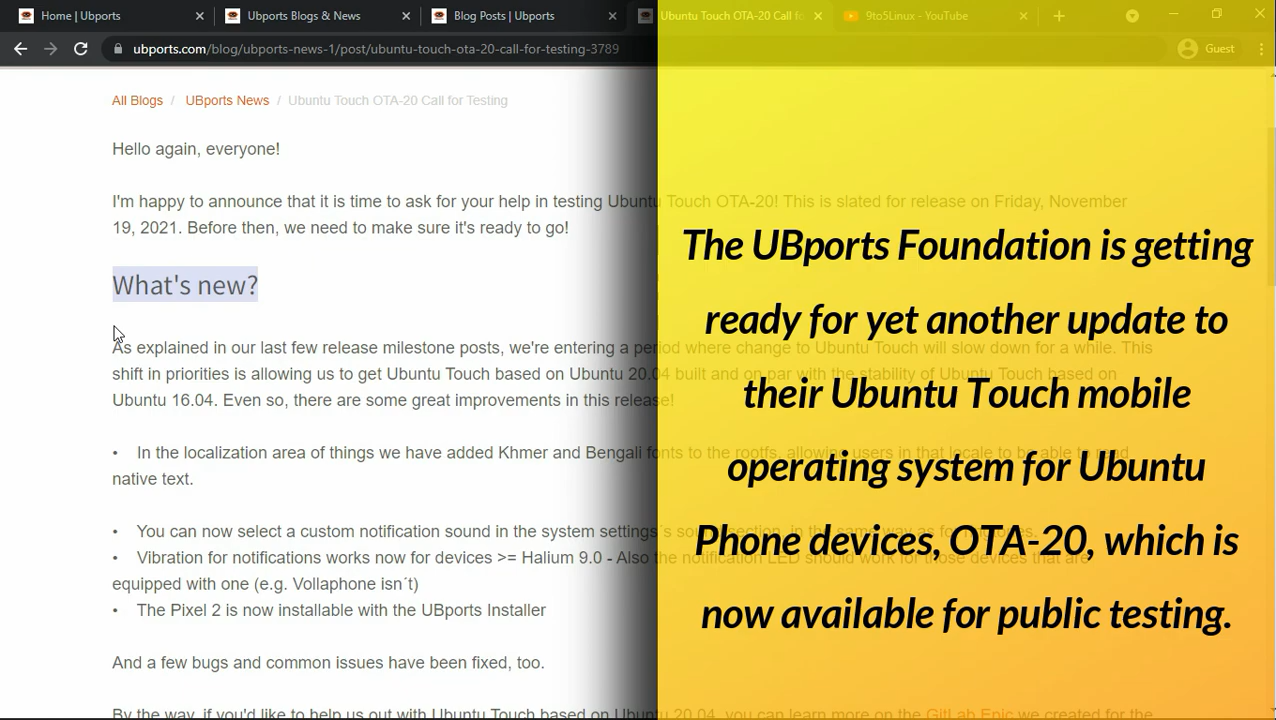 Home | Ubports
Ubports Blogs & News
Blog Posts | Ubports
Ubuntu Touch OTA-20 Call fo
9to5Linux - YouTube
ubports.com/blog/ubports-news-1/post/ubuntu-touch-ota-20-call-for-testing-3789
Guest
All Blogs / UBports News / Ubuntu Touch OTA-20 Call for Testing
Hello again, everyone!
I'm happy to announce that it is time to ask for your help in testing Ubuntu Touch OTA-20! This is slated for release on Friday, November
19, 2021. Before then, we need to make sure it's ready to go!
What's new?
As explained in our last few release milestone posts, we're entering a period where change to Ubuntu Touch will slow down for a while. This
shift in priorities is allowing us to get Ubuntu Touch based on Ubuntu 20.04 built and on par with the stability of Ubuntu Touch based on
Ubuntu 16.04. Even so, there are some great improvements in this release!
• In the localization area of things we have added Khmer and Bengali fonts to the rootfs, allowing users in that locale to be able to read
native text.
• You can now select a custom notification sound in the system settings´s sound section, in the same way as for ringtones.
• Vibration for notifications works now for devices >= Halium 9.0 - Also the notification LED should work for those devices that are
equipped with one (e.g. Vollaphone isn´t)
• The Pixel 2 is now installable with the UBports Installer
And a few bugs and common issues have been fixed, too.
By the way, if you'd like to help us out with Ubuntu Touch based on Ubuntu 20.04, you can learn more on the GitLab Epic we created for the
The UBports Foundation is getting
ready for yet another update to
their Ubuntu Touch mobile
operating system for Ubuntu
Phone devices, OTA-20, which is
now available for public testing.